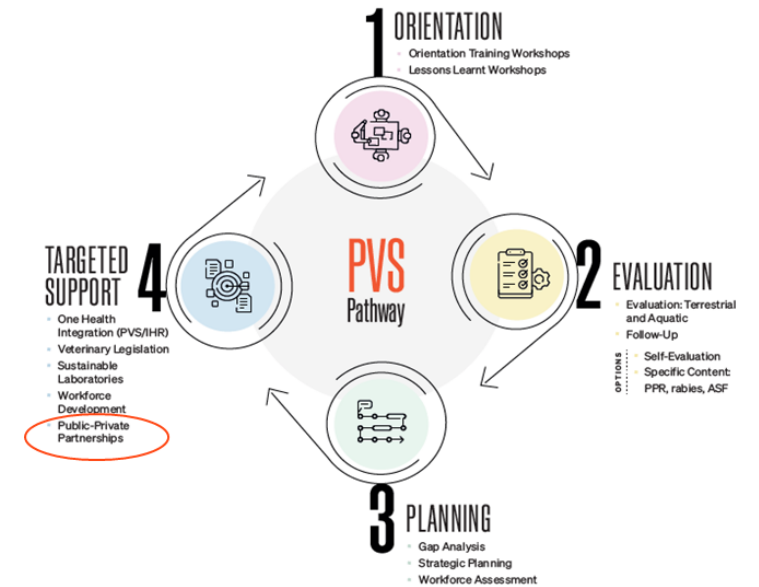 1 ORIENTATION
Orientation Training Workshops
Lessons Learnt Workshops
PVS
Pathway
2 EVALUATION
Evaluation: Terrestrial
and Aquatic
Follow-Up
OPTIONS
Self-Evaluation
Specific Content:
PPR, rabies, ASF
3 PLANNING
Gap Analysis
Strategic Planning
Workforce Assessment
TARGETED
SUPPORT 4
One Health
Integration (PVS/IHR)
Veterinary Legislation
Sustainable
Laboratories
Workforce
Development
Public-Private
Partnerships